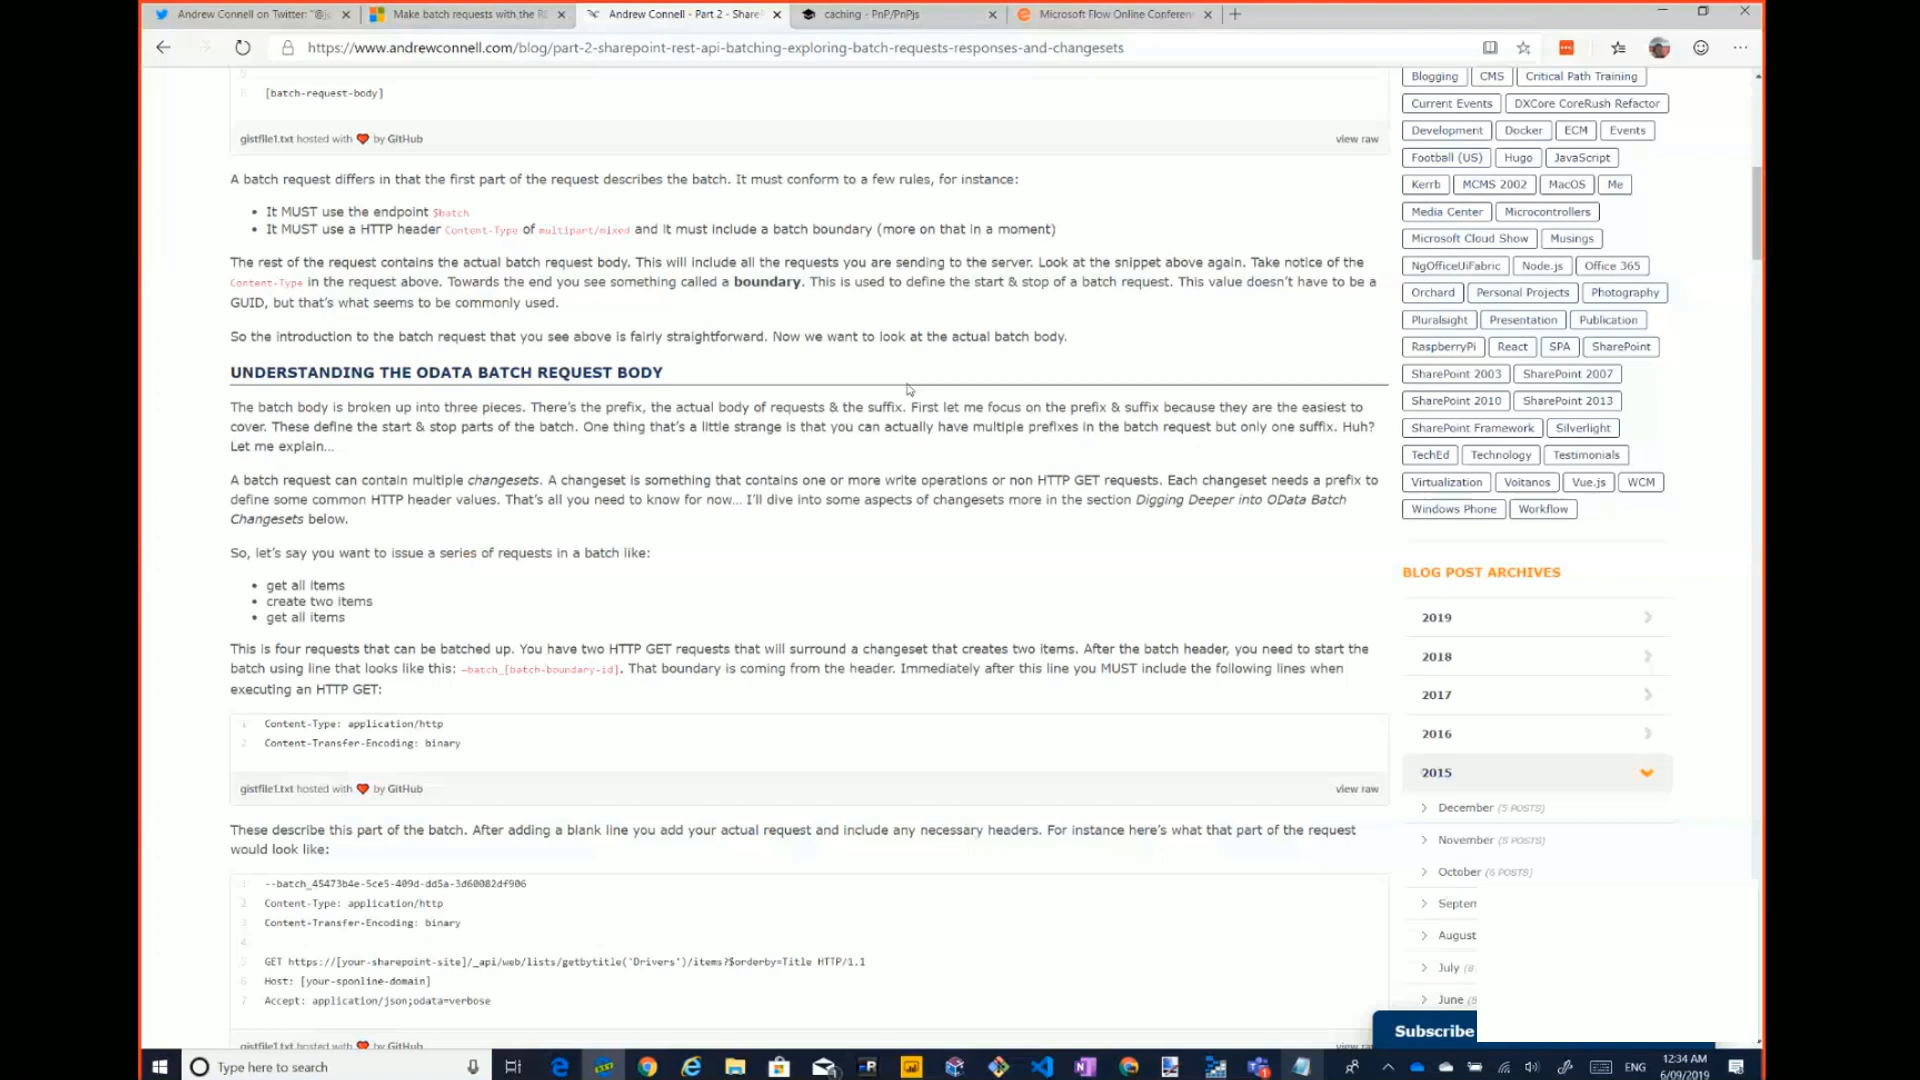 Andrew Connell on Twitter: "@js
Make batch requests with the RE
Andrew Connell - Part 2 - Share
caching - PnP/PnPjs
Microsoft Flow Online Conferen
https://www.andrewconnell.com/blog/part-2-sharepoint-rest-api-batching-exploring-batch-requests-responses-and-changesets
8 [batch-request-body]
gistfile1.txt hosted with ❤ by GitHub
view raw
A batch request differs in that the first part of the request describes the batch. It must conform to a few rules, for instance:
• It MUST use the endpoint $batch
• It MUST use a HTTP header Content-Type of multipart/mixed and it must include a batch boundary (more on that in a moment)
The rest of the request contains the actual batch request body. This will include all the requests you are sending to the server. Look at the snippet above again. Take notice of the
Content-Type in the request above. Towards the end you see something called a boundary. This is used to define the start & stop of a batch request. This value doesn't have to be a
GUID, but that's what seems to be commonly used.
So the introduction to the batch request that you see above is fairly straightforward. Now we want to look at the actual batch body.
UNDERSTANDING THE ODATA BATCH REQUEST BODY
The batch body is broken up into three pieces. There's the prefix, the actual body of requests & the suffix. First let me focus on the prefix & suffix because they are the easiest to
cover. These define the start & stop parts of the batch. One thing that's a little strange is that you can actually have multiple prefixes in the batch request but only one suffix. Huh?
Let me explain...
A batch request can contain multiple changesets. A changeset is something that contains one or more write operations or non HTTP GET requests. Each changeset needs a prefix to
define some common HTTP header values. That's all you need to know for now... I'll dive into some aspects of changesets more in the section Digging Deeper into OData Batch
Changesets below.
So, let's say you want to issue a series of requests in a batch like:
• get all items
• create two items
• get all items
This is four requests that can be batched up. You have two HTTP GET requests that will surround a changeset that creates two items. After the batch header, you need to start the
batch using line that looks like this: –batch_[batch-boundary-id]. That boundary is coming from the header. Immediately after this line you MUST include the following lines when
executing an HTTP GET:
1 Content-Type: application/http
2 Content-Transfer-Encoding: binary
gistfile1.txt hosted with ❤ by GitHub
view raw
These describe this part of the batch. After adding a blank line you add your actual request and include any necessary headers. For instance here's what that part of the request
would look like:
1 --batch_45473b4e-5ce5-409d-dd5a-3d60082df906
2 Content-Type: application/http
3 Content-Transfer-Encoding: binary
4
5 GET https://[your-sharepoint-site]/_api/web/lists/getbytitle('Drivers')/items?$orderby=Title HTTP/1.1
6 Host: [your-sponline-domain]
7 Accept: application/json;odata=verbose
gistfile1.txt hosted with ❤ by GitHub
view raw
Blogging CMS Critical Path Training
Current Events DXCore CoreRush Refactor
Development Docker ECM Events
Football (US) Hugo JavaScript
Kerrb MCMS 2002 MacOS Me
Media Center Microcontrollers
Microsoft Cloud Show Musings
NgOfficeUiFabric Node.js Office 365
Orchard Personal Projects Photography
Pluralsight Presentation Publication
RaspberryPi React SPA SharePoint
SharePoint 2003 SharePoint 2007
SharePoint 2010 SharePoint 2013
SharePoint Framework Silverlight
TechEd Technology Testimonials
Virtualization Voitanos Vue.js WCM
Windows Phone Workflow
BLOG POST ARCHIVES
2019
2018
2017
2016
2015
December (5 POSTS)
November (5 POSTS)
October (6 POSTS)
Septem
August
July
June
Subscribe
Type here to search
ENG
12:34 AM
6/09/2019